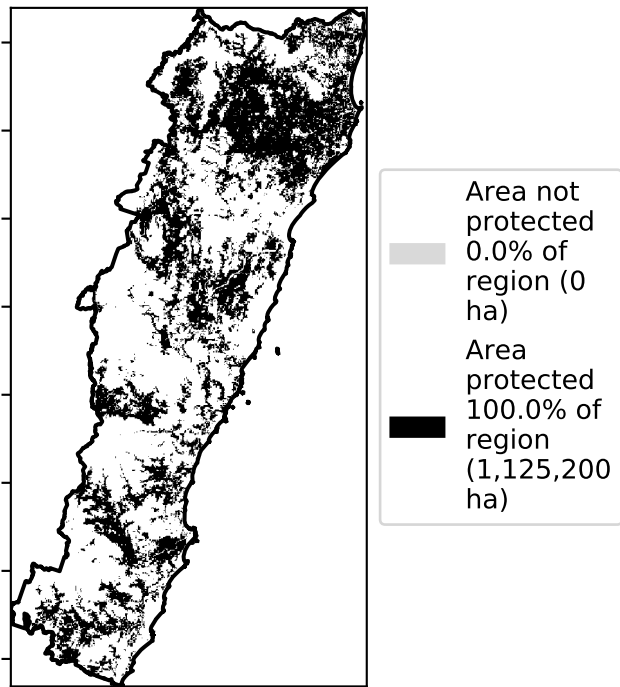 Area not
protected
0.0% of
region (0
ha)
Area
protected
100.0% of
region
(1,125,200
ha)